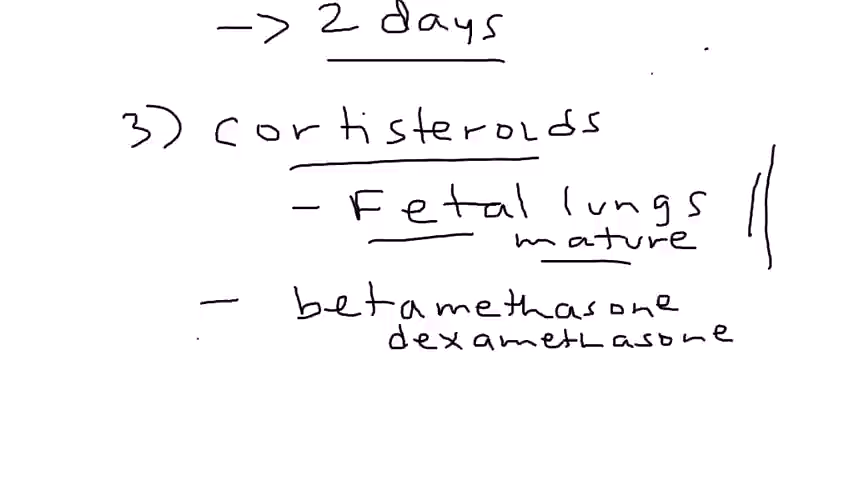 -> 2 days
3) cortisteroids
- Fetal lungs
mature
- betamethasone
dexamethasone